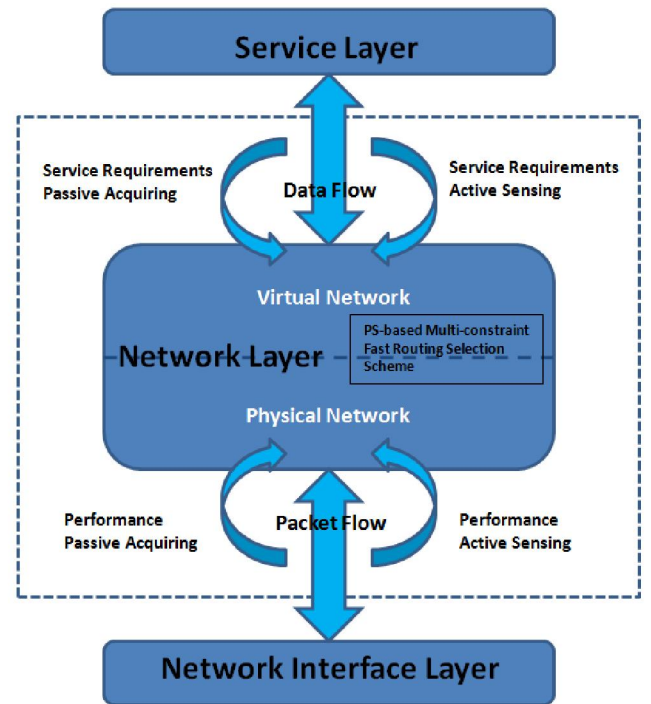 Service Layer
Service Requirements
Passive Acquiring
Data Flow
Service Requirements
Active Sensing
Virtual Network
PS-based Multi-constraint
Fast Routing Selection
Scheme
Network Layer
Physical Network
Performance
Passive Acquiring
Packet Flow
Performance
Active Sensing
Network Interface Layer